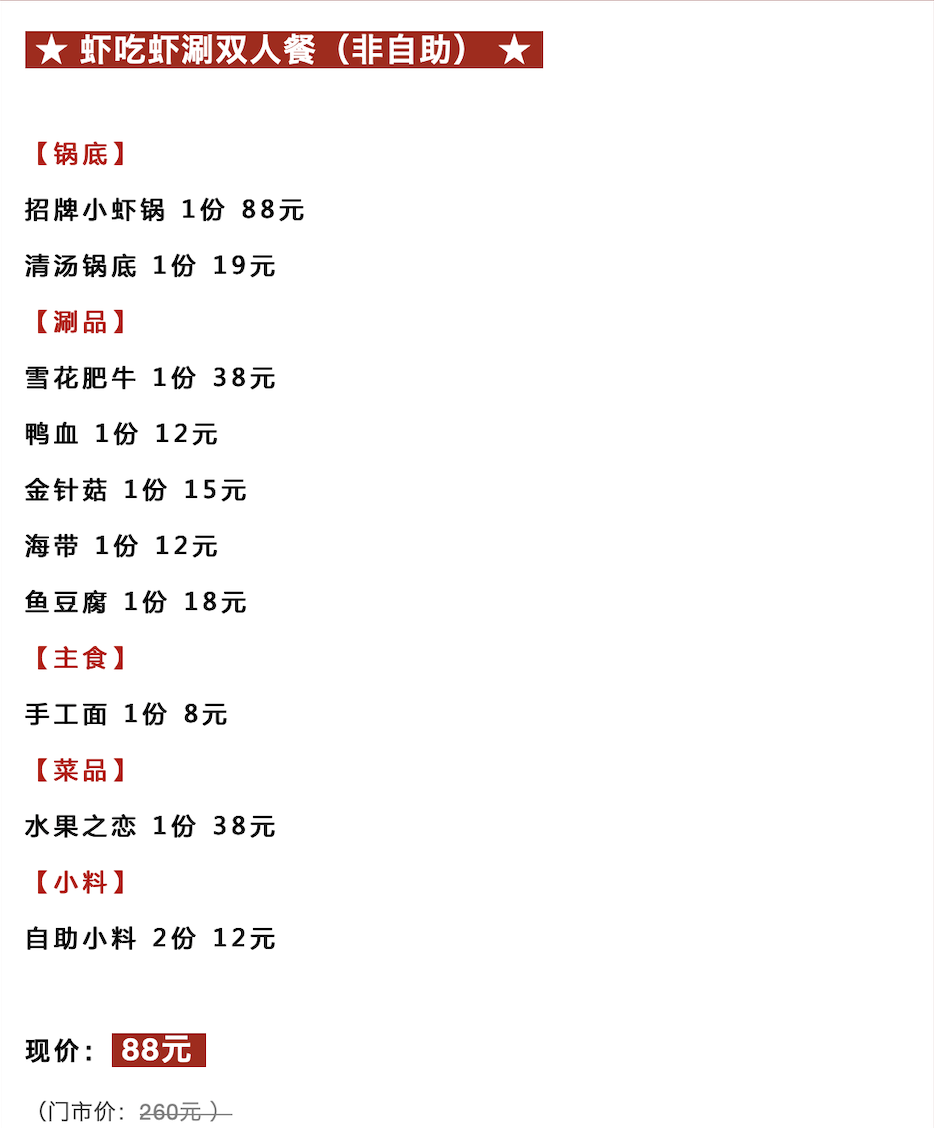 ★ 虾吃虾涮双人餐（非自助） ★
【锅底】
招牌小虾锅 1份 88元
清汤锅底 1份 19元
【涮品】
雪花肥牛 1份 38元
鸭血 1份 12元
金针菇 1份 15元
海带 1份 12元
鱼豆腐 1份 18元
【主食】
手工面 1份 8元
【菜品】
水果之恋 1份 38元
【小料】
自助小料 2份 12元
现价：88元
（门市价：260元 ）